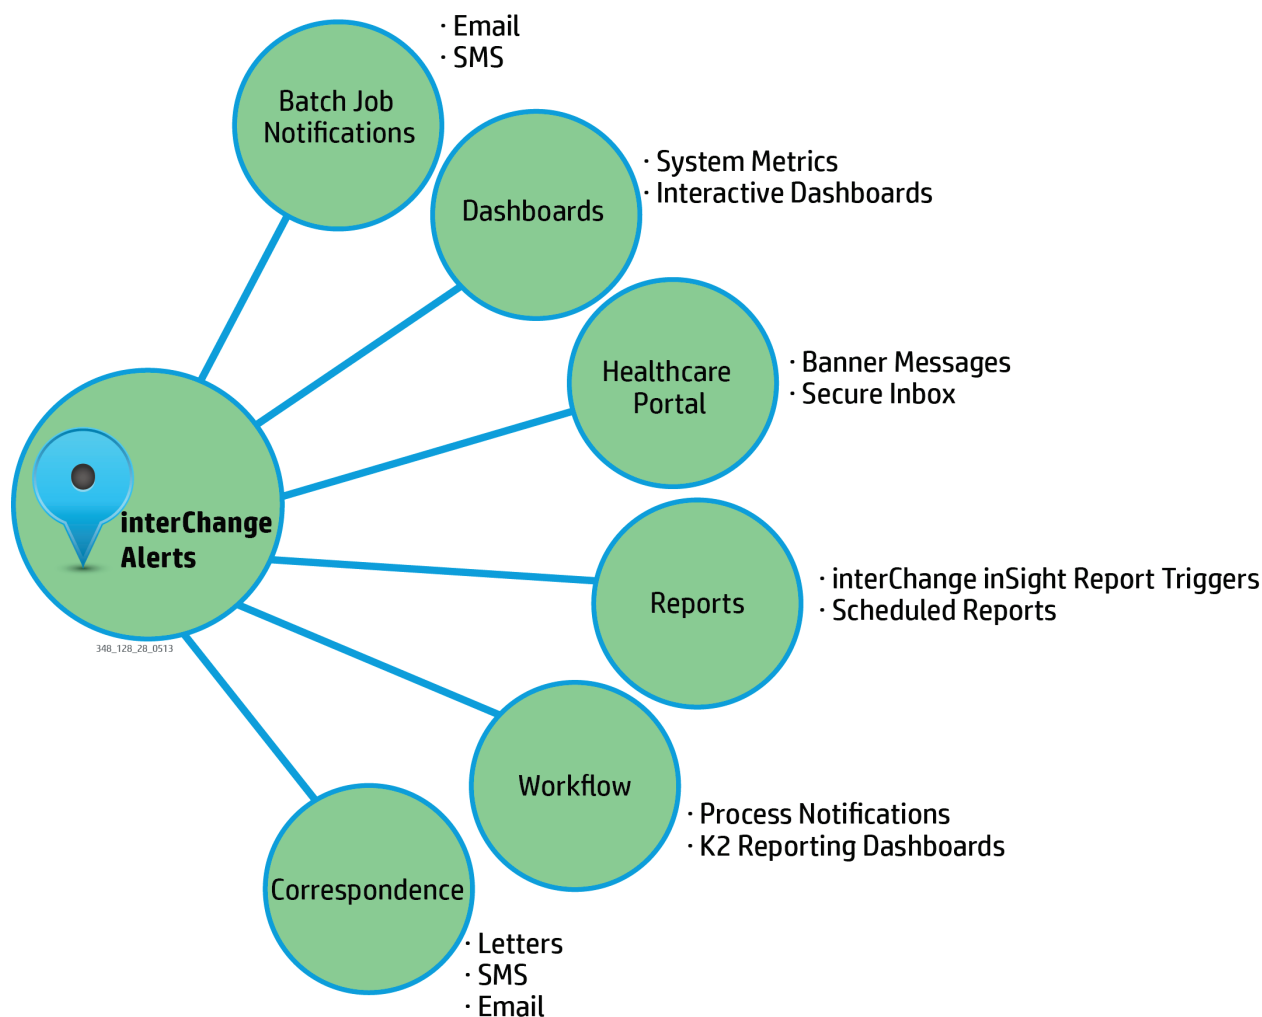 · Email
· SMS
Batch Job
Notifications
· System Metrics
· Interactive Dashboards
Dashboards
Healthcare
Portal
· Banner Messages
· Secure Inbox
interChange
Alerts
348_128_28_0513
Reports
· interChange inSight Report Triggers
· Scheduled Reports
Workflow
· Process Notifications
· K2 Reporting Dashboards
Correspondence
· Letters
· SMS
· Email